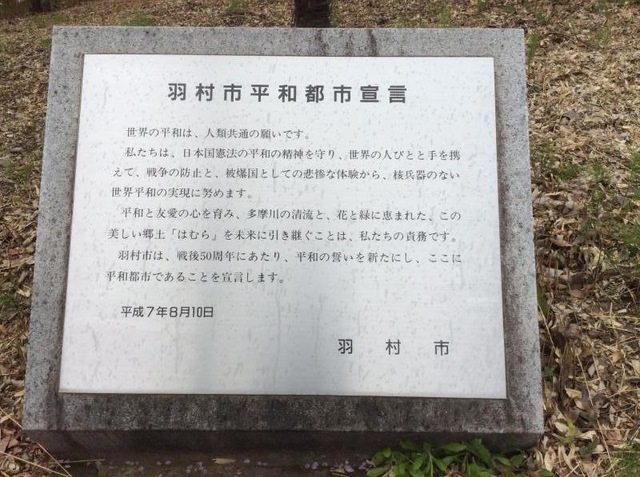 羽村市平和都市宣言
世界の平和は、人類共通の願いです。
私たちは、日本国憲法の平和の精神を守り、世界の人びとと手を携
えて、戦争の防止と、被爆国としての悲惨な体験から、核兵器のない
世界平和の実現に努めます。
平和と友愛の心を育み、多摩川の清流と、花と緑に恵まれた、この
美しい郷土「はむら」を未来に引き継ぐことは、私たちの責務です。
羽村市は、戦後50周年にあたり、平和の誓いを新たにし、ここに
平和都市であることを宣言します。
平成7年8月10日
羽村市